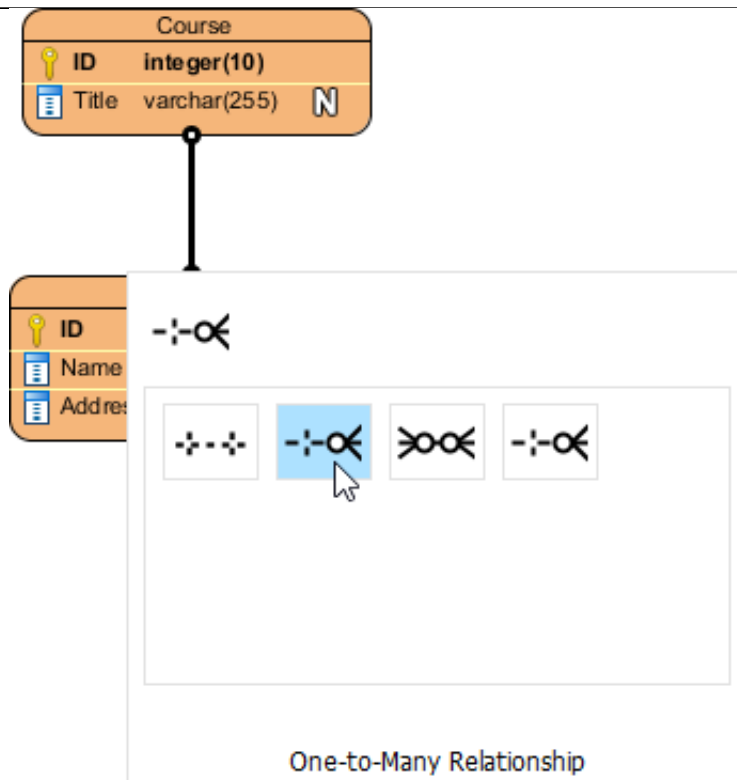 Course
ID integer(10)
Title varchar(255) N
ID
Name
Addres
One-to-Many Relationship